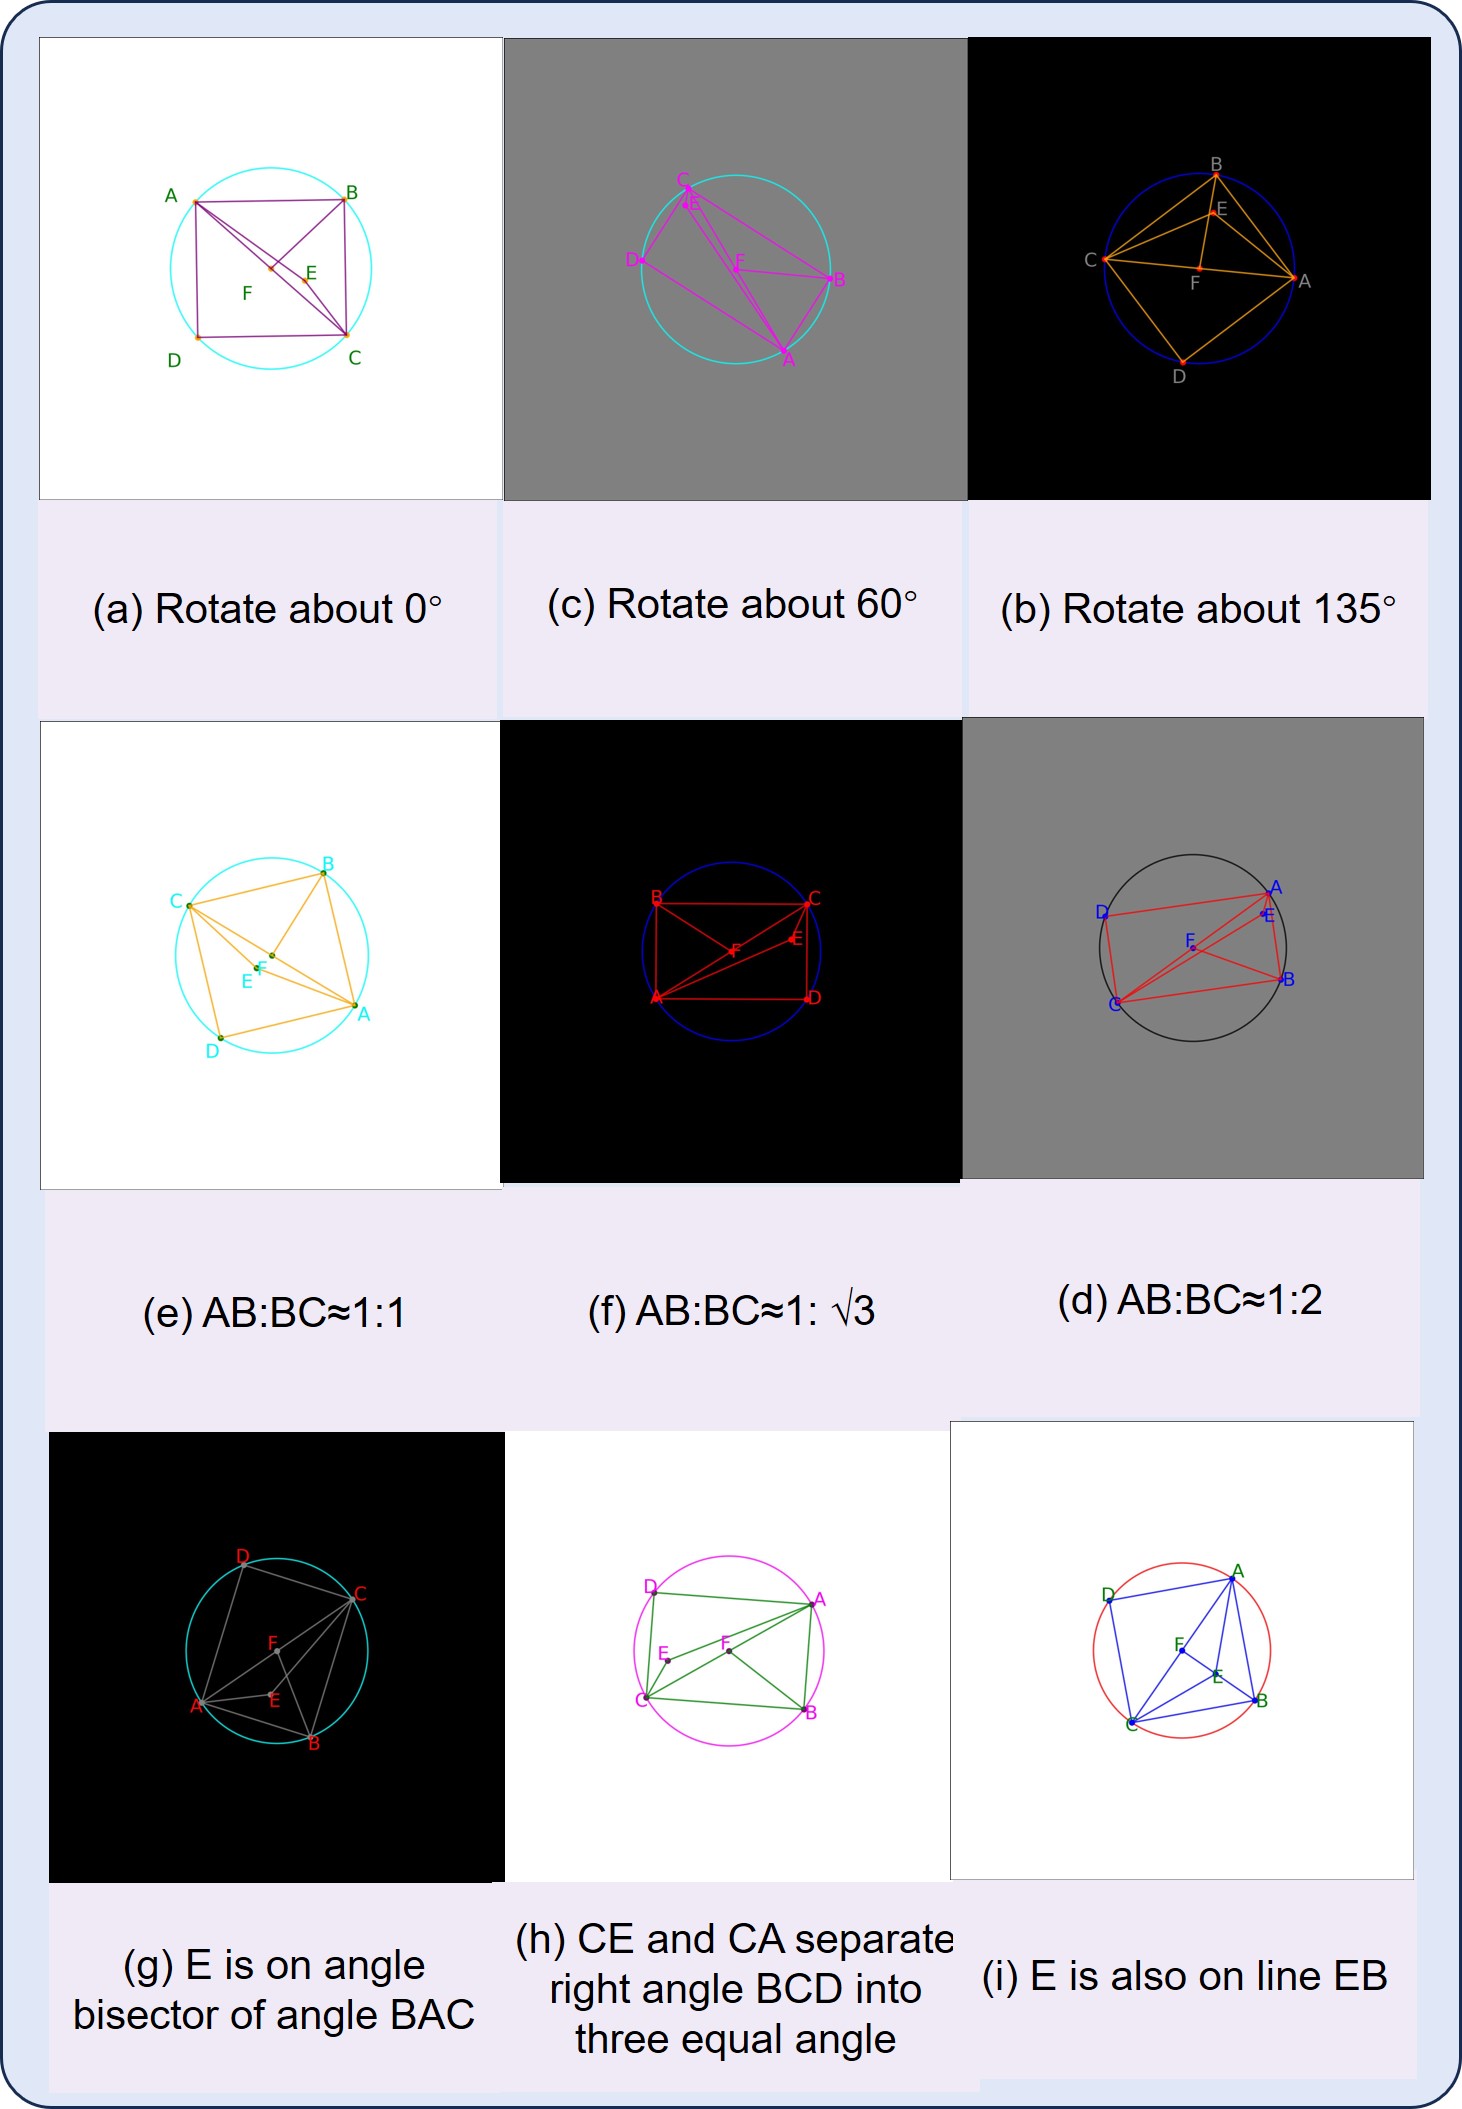 A
B
E
F
D
C
C
E
D
F
B
A
B
E
C
F
A
D
(a) Rotate about 0°
(c) Rotate about 60°
(b) Rotate about 135°
B
C
F
E
A
D
B
C
F
E
A
D
A
D
E
F
B
C
(e) AB:BC≈1:1
(f) AB:BC≈1: √3
(d) AB:BC≈1:2
D
C
F
E
A
B
D
A
E
F
C
B
A
D
F
E
B
C
(g) E is on angle
bisector of angle BAC
(h) CE and CA separate
right angle BCD into
three equal angle
(i) E is also on line EB